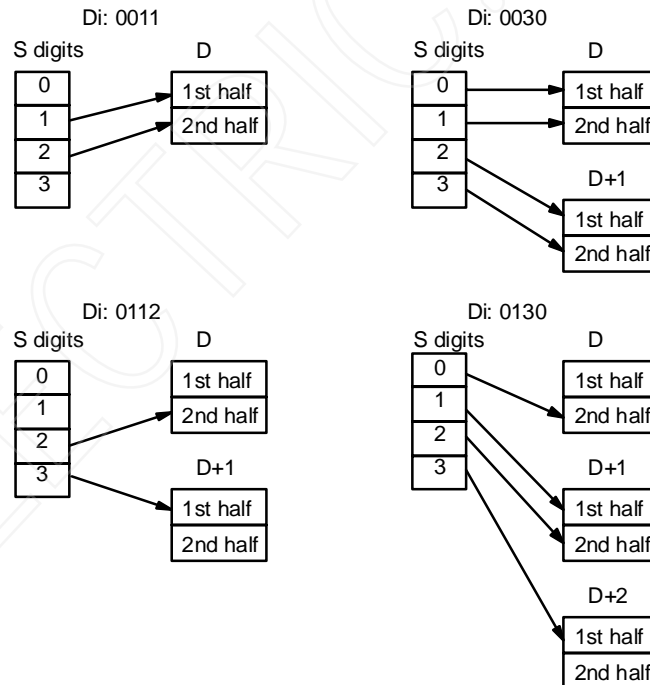 Di: 0011
S digits D
0
1
2
3
1st half
2nd half
Di: 0030
S digits D
0
1
2
3
1st half
2nd half
D+1
1st half
2nd half
Di: 0112
S digits D
0
1
2
3
1st half
2nd half
D+1
1st half
2nd half
Di: 0130
S digits D
0
1
2
3
1st half
2nd half
D+1
1st half
2nd half
D+2
1st half
2nd half
ECTRIC